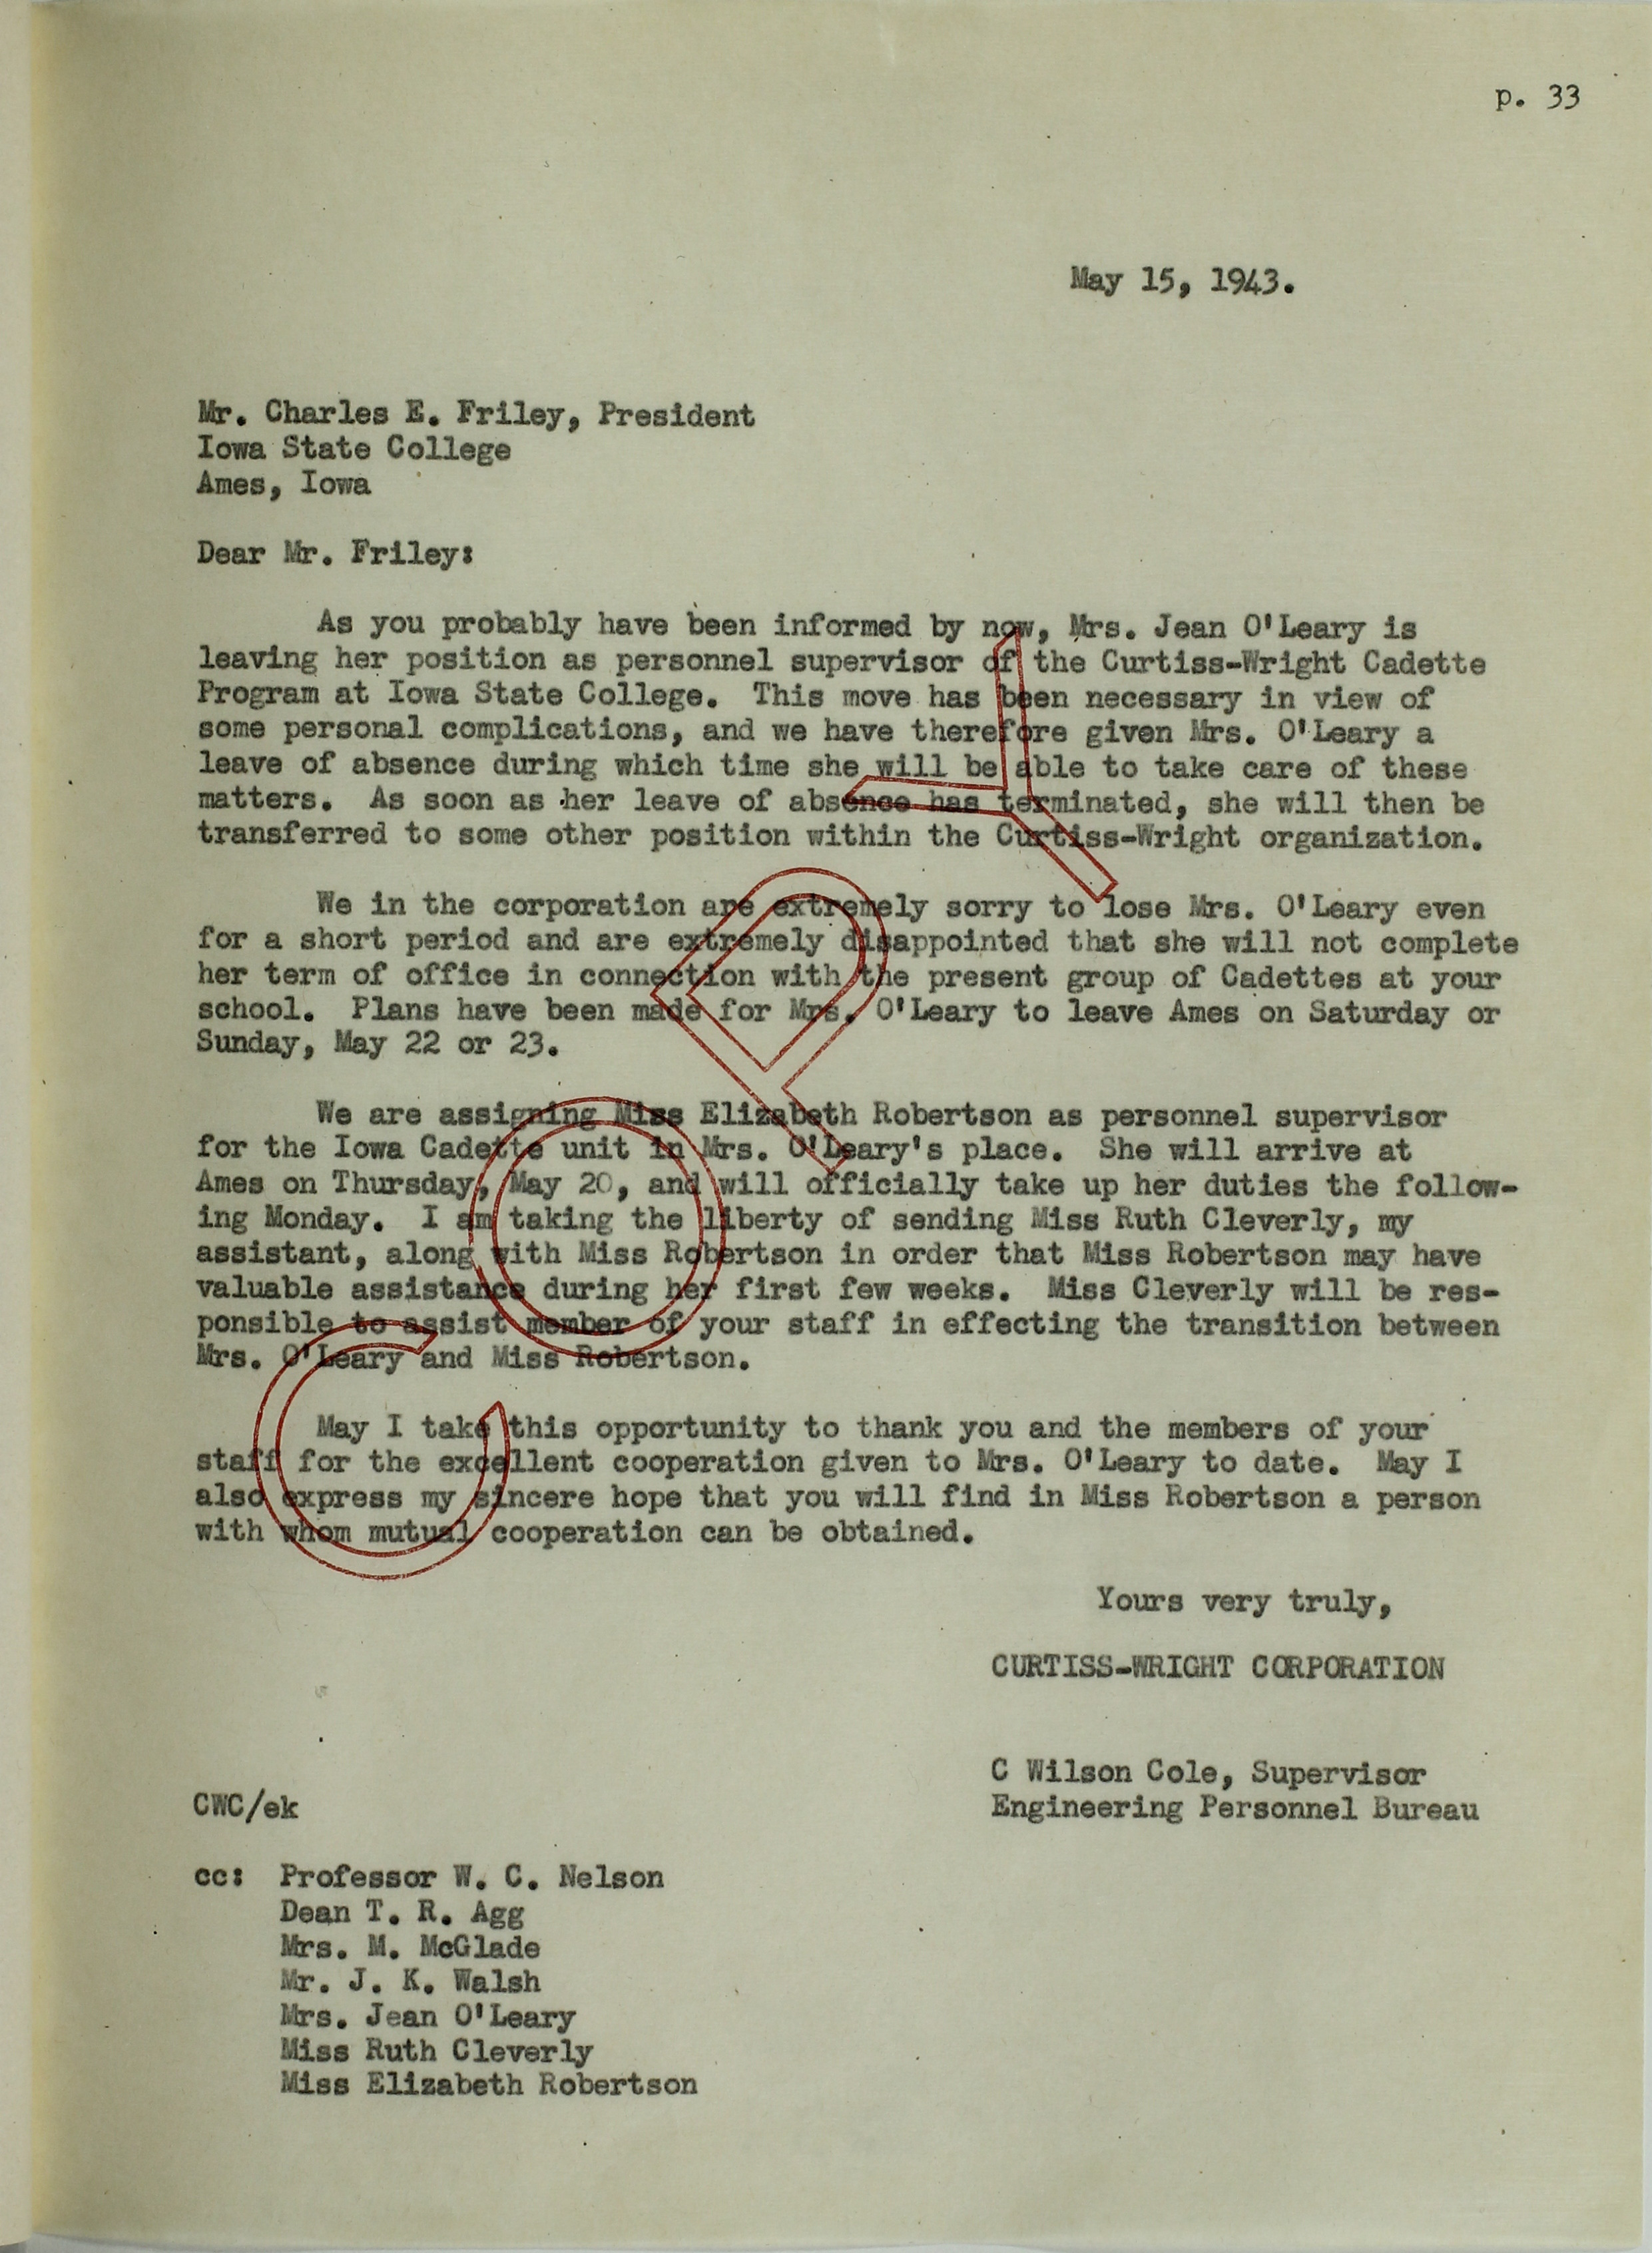 p. 33
May 15, 1943.
Mr. Charles E. Friley, President
Iowa State College
Ames, Iowa
Dear Mr. Friley:
As you probably have been informed by now, Mrs. Jean O'Leary is
leaving her position as personnel supervisor of the Curtiss-Wright Cadette
Program at Iowa State College. This move has been necessary in view of
some personal complications, and we have therefore given Mrs. O'Leary a
leave of absence during which time she will be able to take care of these
matters. As soon as her leave of absence has terminated, she will then be
transferred to some other position within the Curtiss-Wright organization.
We in the corporation are extremely sorry to lose Mrs. O'Leary even
for a short period and are extremely disappointed that she will not complete
her term of office in connection with the present group of Cadettes at your
school. Plans have been made for Mrs. O'Leary to leave Ames on Saturday or
Sunday, May 22 or 23.
We are assigning Miss Elizabeth Robertson as personnel supervisor
for the Iowa Cadette unit in Mrs. O'Leary's place. She will arrive at
Ames on Thursday, May 20, and will officially take up her duties the follow-
ing Monday. I am taking the liberty of sending Miss Ruth Cleverly, my
assistant, along with Miss Robertson in order that Miss Robertson may have
valuable assistance during her first few weeks. Miss Cleverly will be res-
ponsible to assist member of your staff in effecting the transition between
Mrs. O'Leary and Miss Robertson.
May I take this opportunity to thank you and the members of your
staff for the excellent cooperation given to Mrs. O'Leary to date. May I
also express my sincere hope that you will find in Miss Robertson a person
with whom mutual cooperation can be obtained.
Yours very truly,
CURTISS-WRIGHT CORPORATION
C Wilson Cole, Supervisor
Engineering Personnel Bureau
CWC/ek
cc: Professor W. C. Nelson
Dean T. R. Agg
Mrs. M. McGlade
Mr. J. K. Walsh
Mrs. Jean O'Leary
Miss Ruth Cleverly
Miss Elizabeth Robertson
COPY